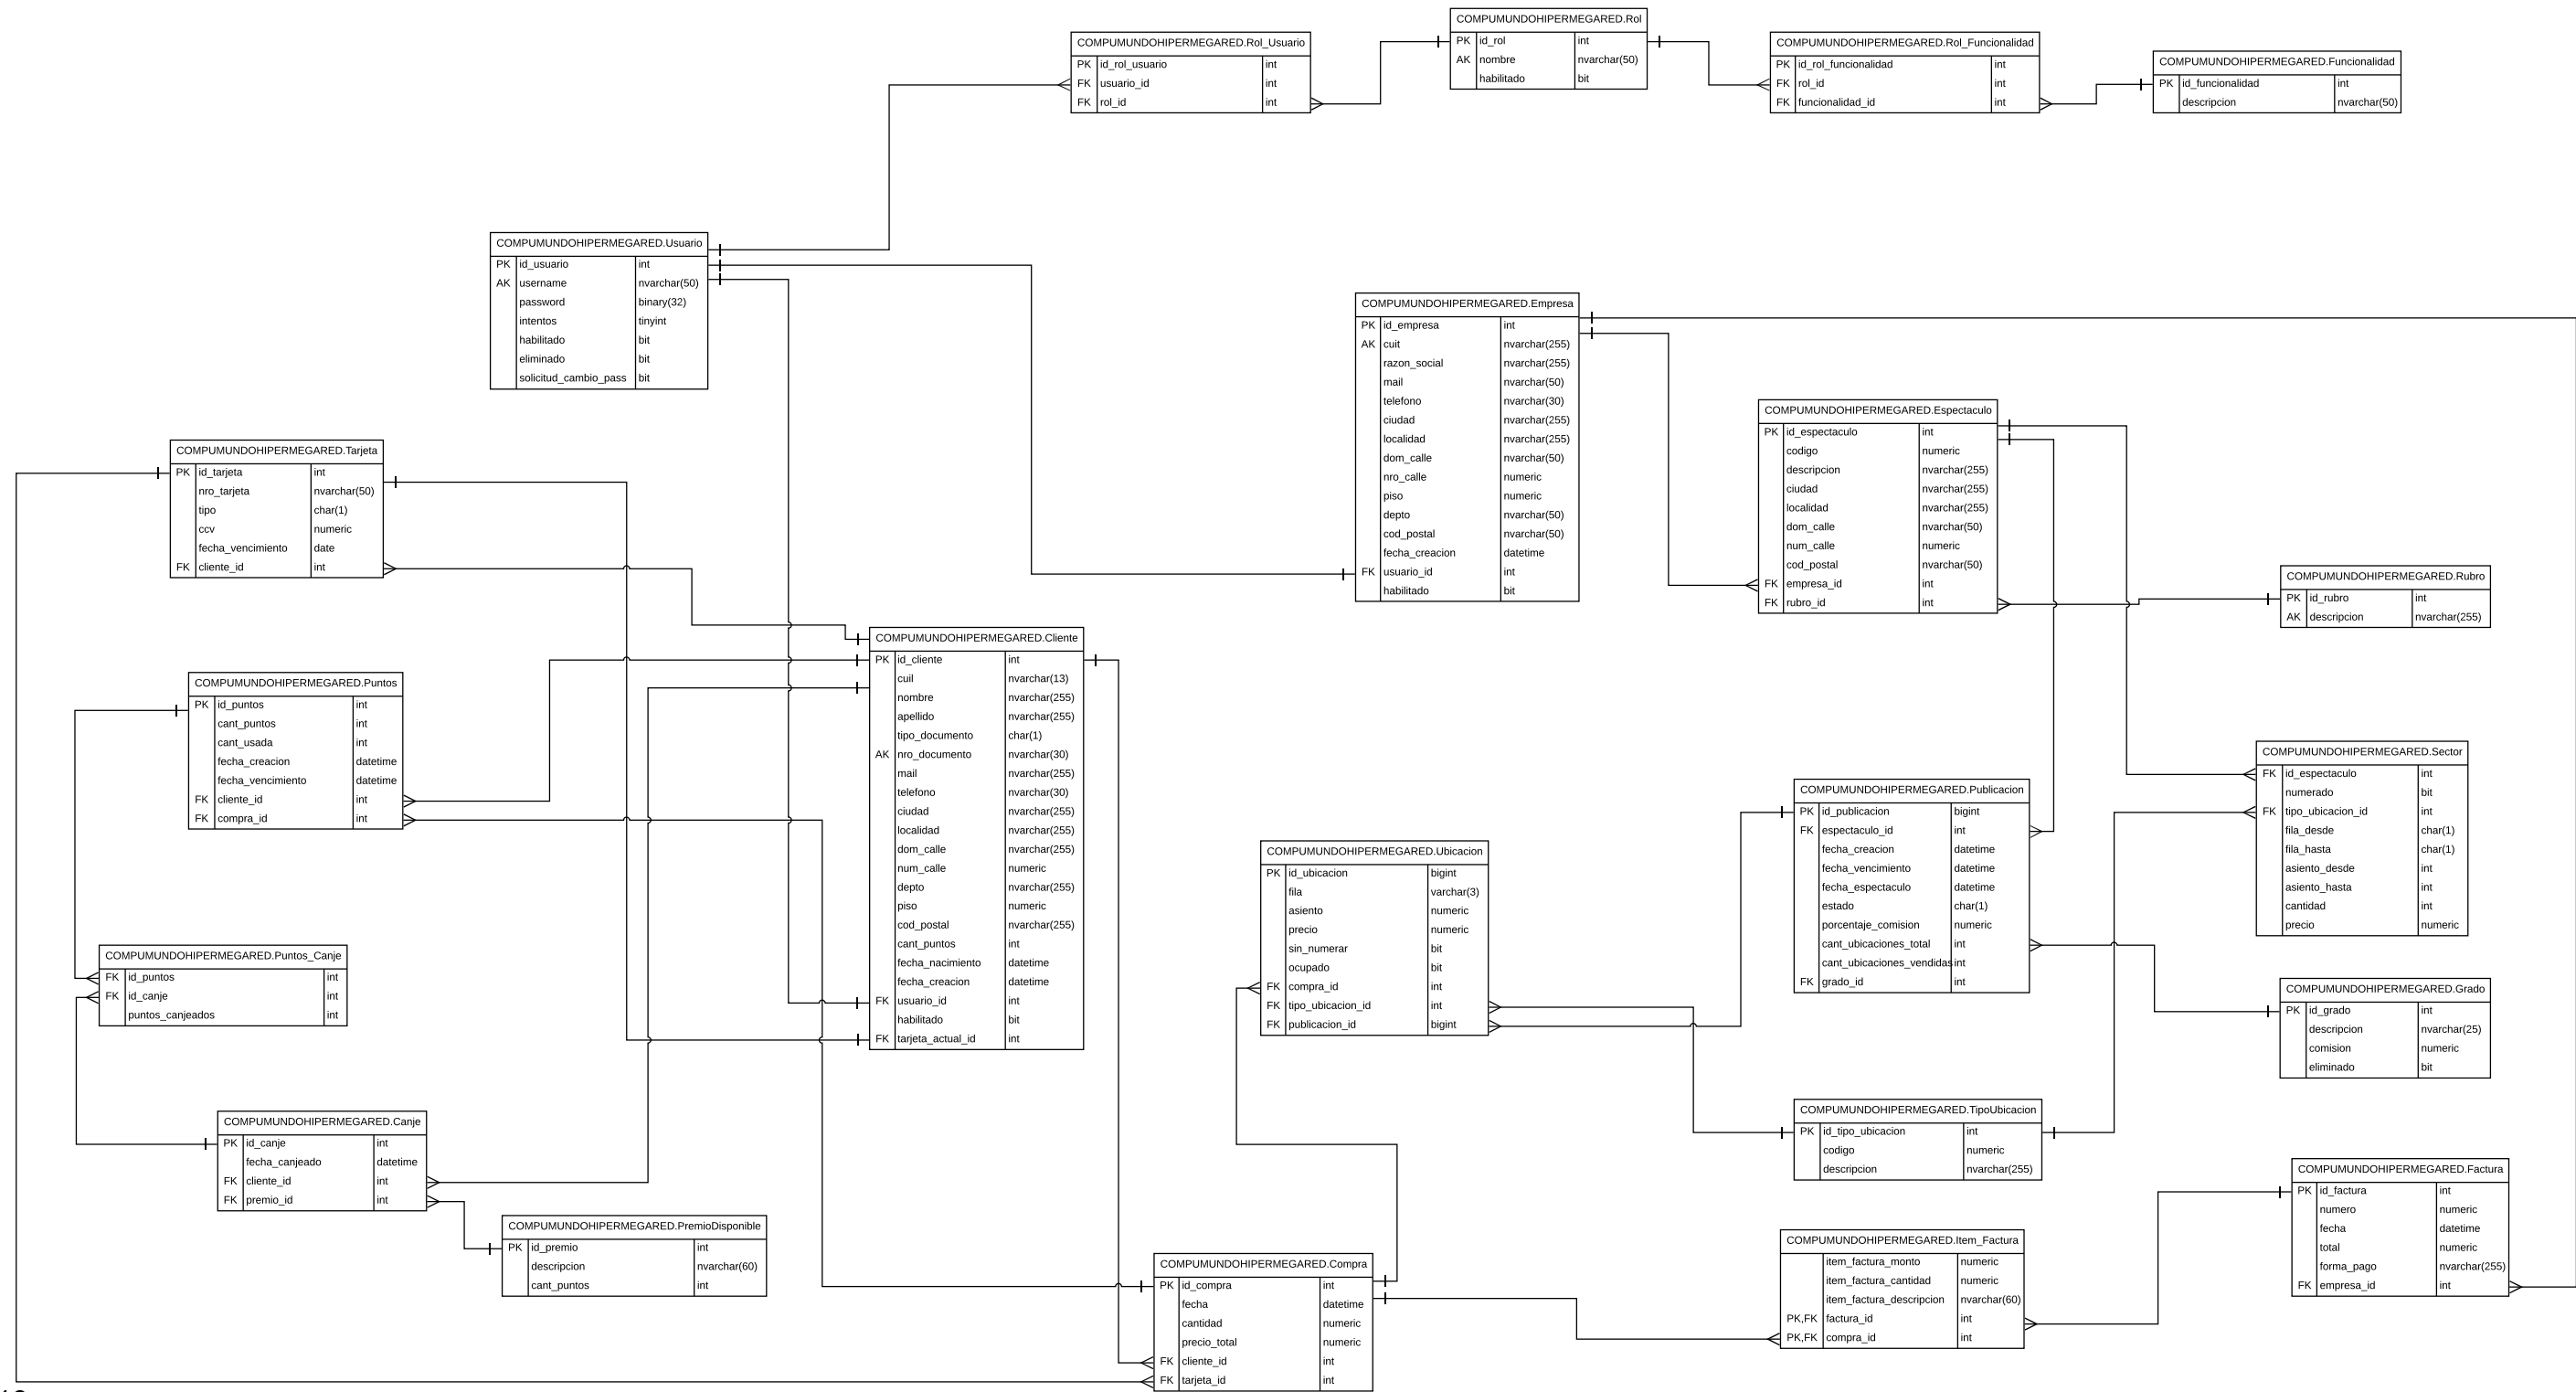 COMPUMUNDOHIPERMEGARED.Rol
PK id_rol int
AK nombre nvarchar(50)
habilitado bit
COMPUMUNDOHIPERMEGARED.Rol_Usuario
PK id_rol_usuario int
FK usuario_id int
FK rol_id int
COMPUMUNDOHIPERMEGARED.Rol_Funcionalidad
PK id_rol_funcionalidad int
FK rol_id int
FK funcionalidad_id int
COMPUMUNDOHIPERMEGARED.Funcionalidad
PK id_funcionalidad int
descripcion nvarchar(50)
COMPUMUNDOHIPERMEGARED.Usuario
PK id_usuario int
AK username nvarchar(50)
password binary(32)
intentos tinyint
habilitado bit
eliminado bit
solicitud_cambio_pass bit
COMPUMUNDOHIPERMEGARED.Empresa
PK id_empresa int
AK cuit nvarchar(255)
razon_social nvarchar(255)
mail nvarchar(50)
telefono nvarchar(30)
ciudad nvarchar(255)
localidad nvarchar(255)
dom_calle nvarchar(50)
nro_calle numeric
piso numeric
depto nvarchar(50)
cod_postal nvarchar(50)
fecha_creacion datetime
FK usuario_id int
habilitado bit
COMPUMUNDOHIPERMEGARED.Espectaculo
PK id_espectaculo int
codigo numeric
descripcion nvarchar(255)
ciudad nvarchar(255)
localidad nvarchar(255)
dom_calle nvarchar(50)
num_calle numeric
cod_postal nvarchar(50)
FK empresa_id int
FK rubro_id int
COMPUMUNDOHIPERMEGARED.Tarjeta
PK id_tarjeta int
nro_tarjeta nvarchar(50)
tipo char(1)
ccv numeric
fecha_vencimiento date
FK cliente_id int
COMPUMUNDOHIPERMEGARED.Rubro
PK id_rubro int
AK descripcion nvarchar(255)
COMPUMUNDOHIPERMEGARED.Cliente
PK id_cliente int
cuil nvarchar(13)
nombre nvarchar(255)
apellido nvarchar(255)
tipo_documento char(1)
AK nro_documento nvarchar(30)
mail nvarchar(255)
telefono nvarchar(30)
ciudad nvarchar(255)
localidad nvarchar(255)
dom_calle nvarchar(255)
num_calle numeric
depto nvarchar(255)
piso numeric
cod_postal nvarchar(255)
cant_puntos int
fecha_nacimiento datetime
fecha_creacion datetime
FK usuario_id int
habilitado bit
FK tarjeta_actual_id int
COMPUMUNDOHIPERMEGARED.Puntos
PK id_puntos int
cant_puntos int
cant_usada int
fecha_creacion datetime
fecha_vencimiento datetime
FK cliente_id int
FK compra_id int
COMPUMUNDOHIPERMEGARED.Sector
FK id_espectaculo int
numerado bit
FK tipo_ubicacion_id int
fila_desde char(1)
fila_hasta char(1)
asiento_desde int
asiento_hasta int
cantidad int
precio numeric
COMPUMUNDOHIPERMEGARED.Publicacion
PK id_publicacion bigint
FK espectaculo_id int
fecha_creacion datetime
fecha_vencimiento datetime
fecha_espectaculo datetime
estado char(1)
porcentaje_comision numeric
cant_ubicaciones_total int
cant_ubicaciones_vendidas int
FK grado_id int
COMPUMUNDOHIPERMEGARED.Ubicacion
PK id_ubicacion bigint
fila varchar(3)
asiento numeric
precio numeric
sin_numerar bit
ocupado bit
FK compra_id int
FK tipo_ubicacion_id int
FK publicacion_id bigint
COMPUMUNDOHIPERMEGARED.Puntos_Canje
FK id_puntos int
FK id_canje int
puntos_canjeados int
COMPUMUNDOHIPERMEGARED.Grado
PK id_grado int
descripcion nvarchar(25)
comision numeric
eliminado bit
COMPUMUNDOHIPERMEGARED.Canje
PK id_canje int
fecha_canjeado datetime
FK cliente_id int
FK premio_id int
COMPUMUNDOHIPERMEGARED.TipoUbicacion
PK id_tipo_ubicacion int
codigo numeric
descripcion nvarchar(255)
COMPUMUNDOHIPERMEGARED.Factura
PK id_factura int
numero numeric
fecha datetime
total numeric
forma_pago nvarchar(255)
FK empresa_id int
COMPUMUNDOHIPERMEGARED.PremioDisponible
PK id_premio int
descripcion nvarchar(60)
cant_puntos int
COMPUMUNDOHIPERMEGARED.Item_Factura
item_factura_monto numeric
item_factura_cantidad numeric
item_factura_descripcion nvarchar(60)
PK,FK factura_id int
PK,FK compra_id int
COMPUMUNDOHIPERMEGARED.Compra
PK id_compra int
fecha datetime
cantidad numeric
precio_total numeric
FK cliente_id int
FK tarjeta_id int